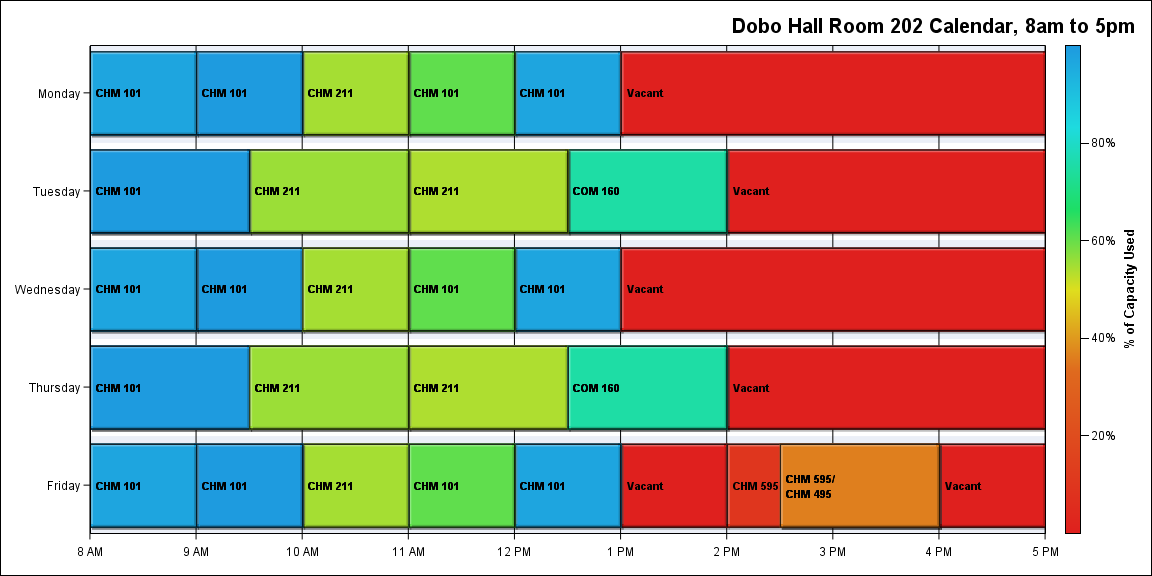 Dobo Hall Room 202 Calendar, 8am to 5pm
Monday
CHM 101
CHM 101
CHM 211
CHM 101
CHM 101
Vacant
Tuesday
CHM 101
CHM 211
CHM 211
COM 160
Vacant
Wednesday
CHM 101
CHM 101
CHM 211
CHM 101
CHM 101
Vacant
Thursday
CHM 101
CHM 211
CHM 211
COM 160
Vacant
Friday
CHM 101
CHM 101
CHM 211
CHM 101
CHM 101
Vacant
CHM 595
CHM 595/
CHM 495
Vacant
8 AM
9 AM
10 AM
11 AM
12 PM
1 PM
2 PM
3 PM
4 PM
5 PM
80%
60%
40%
20%
% of Capacity Used